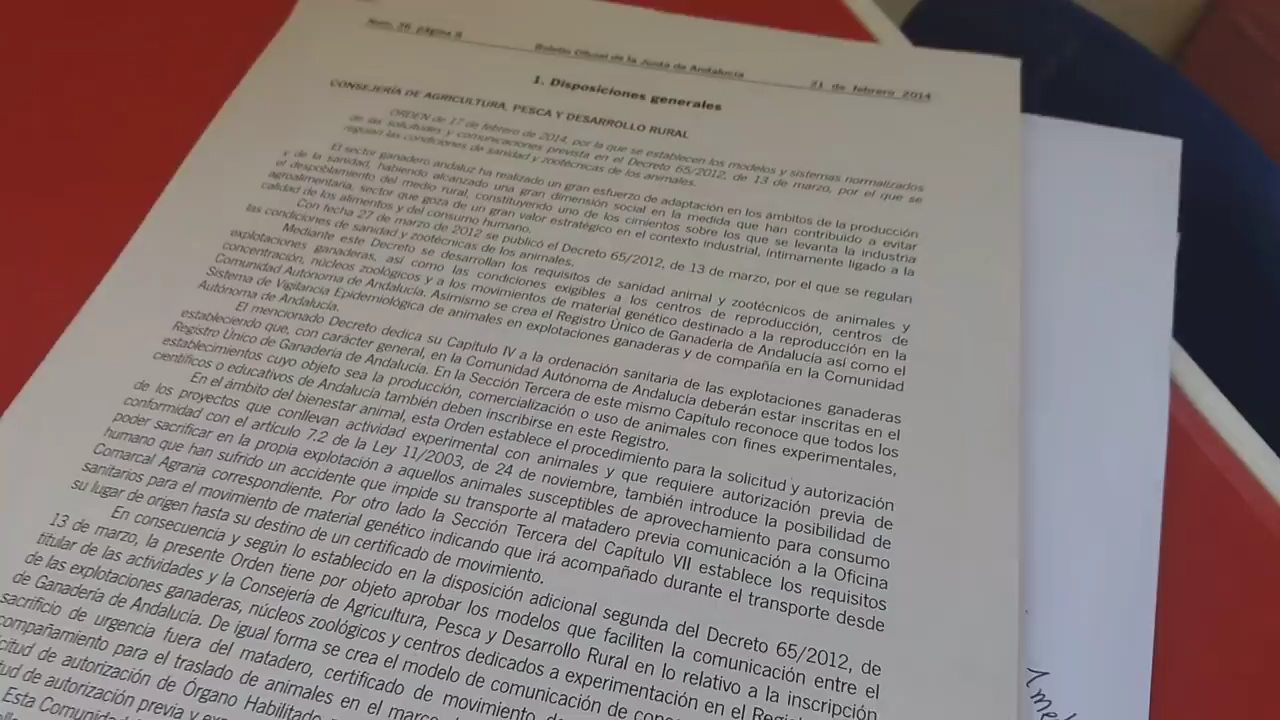 Núm. 36 página 8
Boletín Oficial de la Junta de Andalucía
21 de febrero 2014
1. Disposiciones generales
CONSEJERÍA DE AGRICULTURA, PESCA Y DESARROLLO RURAL
ORDEN de 17 de febrero de 2014, por la que se establecen los modelos y sistemas normalizados
de las solicitudes y comunicaciones prevista en el Decreto 65/2012, de 13 de marzo, por el que se
regulan las condiciones de sanidad y zootécnicas de los animales.
El sector ganadero andaluz ha realizado un gran esfuerzo de adaptación en los ámbitos de la producción
y de la sanidad, habiendo alcanzado una gran dimensión social en la medida que han contribuido a evitar
el despoblamiento del medio rural, constituyendo uno de los cimientos sobre los que se levanta la industria
agroalimentaria, sector que goza de un gran valor estratégico en el contexto industrial, íntimamente ligado a la
calidad de los alimentos y del consumo humano.
Con fecha 27 de marzo de 2012 se publicó el Decreto 65/2012, de 13 de marzo, por el que se regulan
las condiciones de sanidad y zootécnicas de los animales.
Mediante este Decreto se desarrollan los requisitos de sanidad animal y zootécnicos de animales y
explotaciones ganaderas, así como las condiciones exigibles a los centros de reproducción, centros de
concentración, núcleos zoológicos y a los movimientos de material genético destinado a la reproducción en la
Comunidad Autónoma de Andalucía. Asimismo se crea el Registro Único de Ganadería de Andalucía así como el
Sistema de Vigilancia Epidemiológica de animales en explotaciones ganaderas y de compañía en la Comunidad
Autónoma de Andalucía.
El mencionado Decreto dedica su Capítulo IV a la ordenación sanitaria de las explotaciones ganaderas
estableciendo que, con carácter general, en la Comunidad Autónoma de Andalucía deberán estar inscritas en el
Registro Único de Ganadería de Andalucía. En la Sección Tercera de este mismo Capítulo reconoce que todos los
establecimientos cuyo objeto sea la producción, comercialización o uso de animales con fines experimentales,
científicos o educativos de Andalucía también deben inscribirse en este Registro.
En el ámbito del bienestar animal, esta Orden establece el procedimiento para la solicitud y autorización
de los proyectos que conllevan actividad experimental con animales y que requiere autorización previa de
conformidad con el artículo 7.2 de la Ley 11/2003, de 24 de noviembre, también introduce la posibilidad de
poder sacrificar en la propia explotación a aquellos animales susceptibles de aprovechamiento para consumo
humano que han sufrido un accidente que impide su transporte al matadero previa comunicación a la Oficina
Comarcal Agraria correspondiente. Por otro lado la Sección Tercera del Capítulo VII establece los requisitos
sanitarios para el movimiento de material genético indicando que irá acompañado durante el transporte desde
su lugar de origen hasta su destino de un certificado de movimiento.
En consecuencia y según lo establecido en la disposición adicional segunda del Decreto 65/2012, de
13 de marzo, la presente Orden tiene por objeto aprobar los modelos que faciliten la comunicación entre el
titular de las actividades y la Consejería de Agricultura, Pesca y Desarrollo Rural en lo relativo a la inscripción
de las explotaciones ganaderas, núcleos zoológicos y centros dedicados a experimentación en el
de Ganadería de Andalucía. De igual forma se crea el modelo de comunicación de
sacrificio de urgencia fuera del matadero, certificado de movimiento
para el traslado de animales en el
de autorización de Órgano Habilitado
de autorización previa y
Esta
1